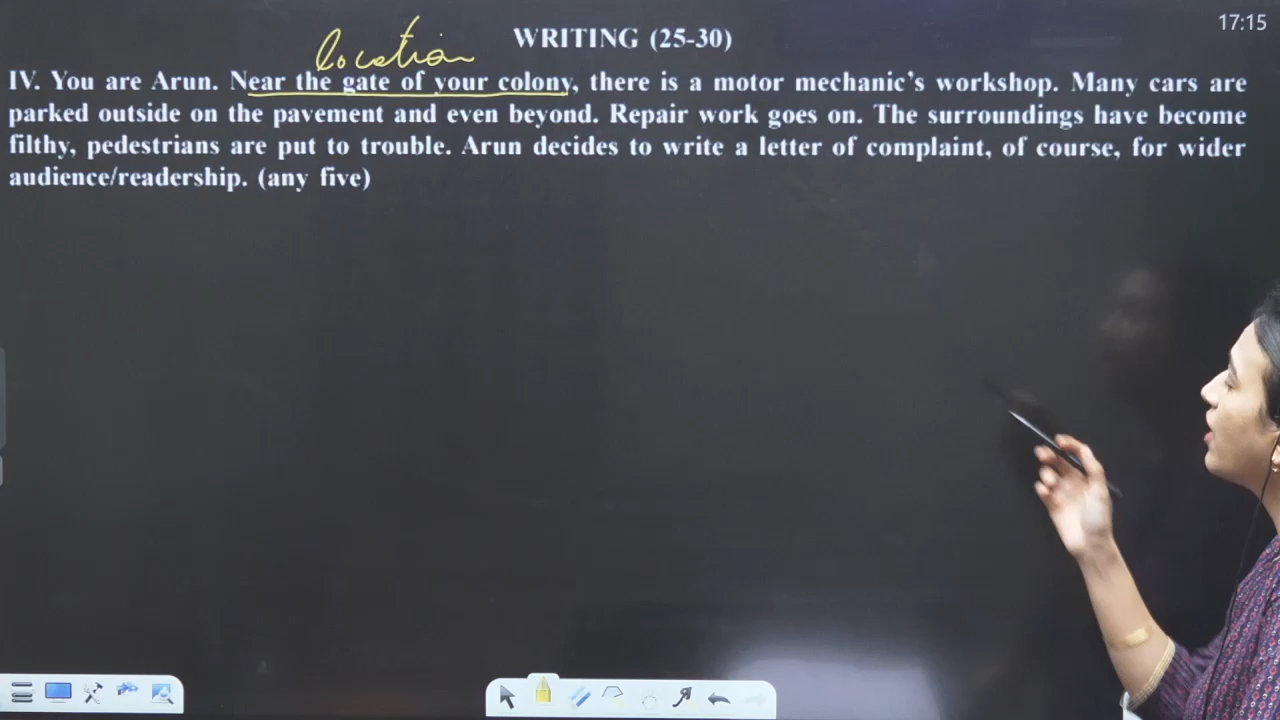 17:15
location
WRITING (25-30)
IV. You are Arun. Near the gate of your colony, there is a motor mechanic's workshop. Many cars are
parked outside on the pavement and even beyond. Repair work goes on. The surroundings have become
filthy, pedestrians are put to trouble. Arun decides to write a letter of complaint, of course, for wider
audience/readership. (any five)